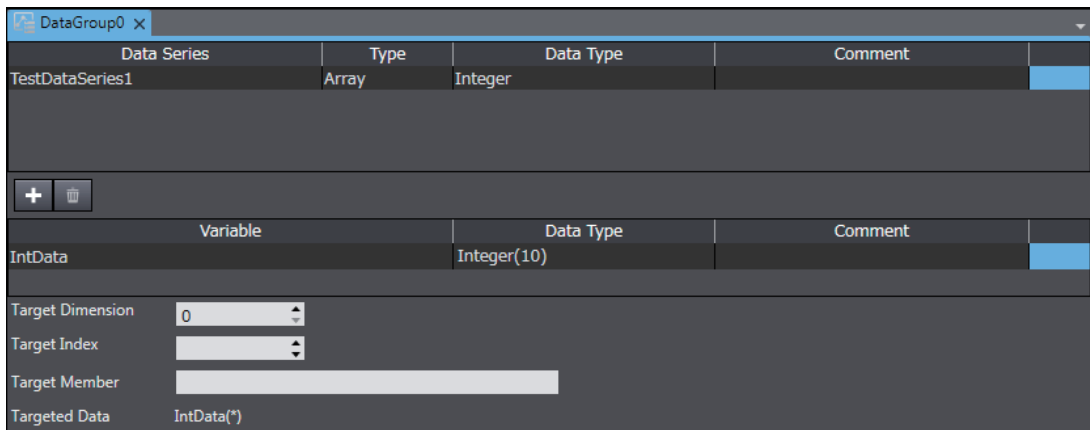 DataGroup0
Data Series Type Data Type Comment
TestDataSeries1 Array Integer
Variable Data Type Comment
IntData Integer(10)
Target Dimension 0
Target Index
Target Member
Targeted Data IntData(*)